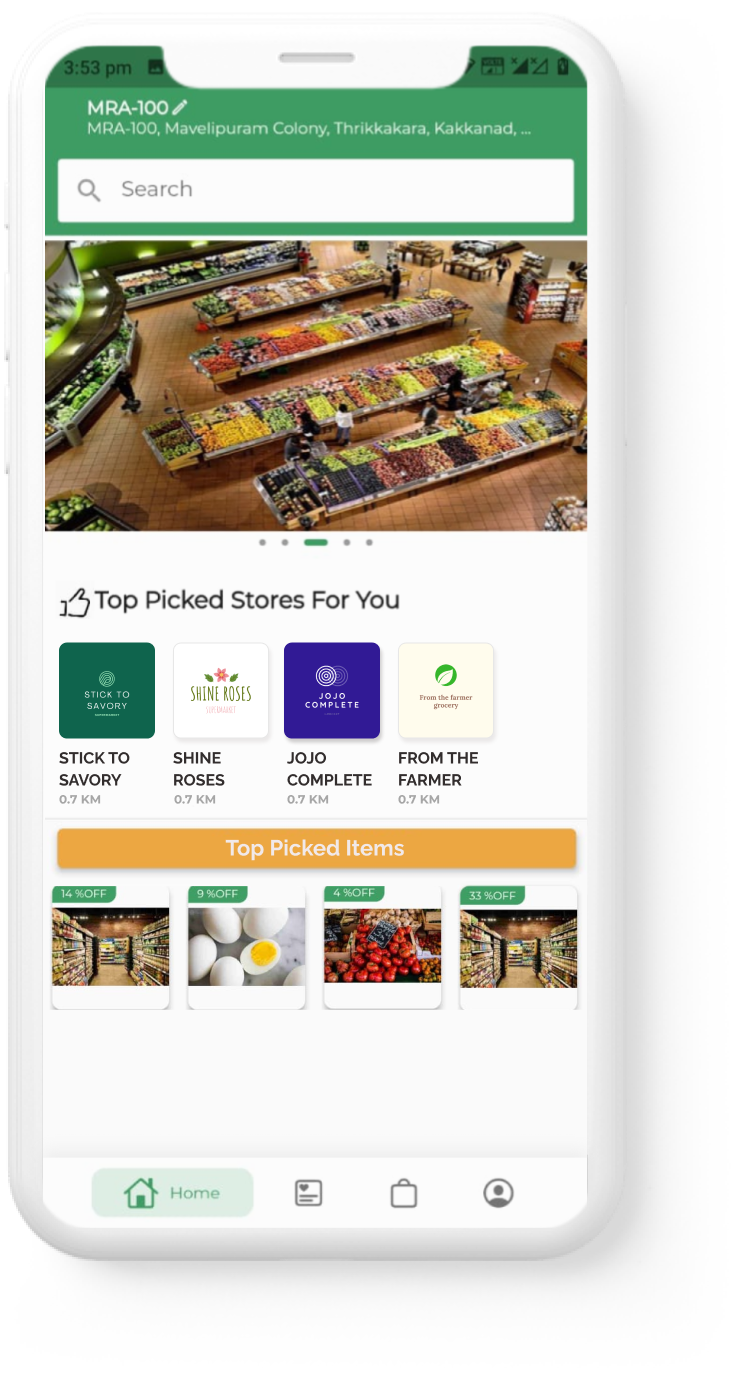 3:53 pm
MRA-100
MRA-100, Mavelipuram Colony, Thrikkakara, Kakkanad, ...
Search
Top Picked Stores For You
STICK TO
SAVORY
SUPERMARKET
SHINE ROSES
SUPERMARKET
JOJO
COMPLETE
From the farmer
grocery
STICK TO
SAVORY
0.7 KM
SHINE
ROSES
0.7 KM
JOJO
COMPLETE
0.7 KM
FROM THE
FARMER
0.7 KM
Top Picked Items
14 %OFF
9 %OFF
4 %OFF
33 %OFF
Home